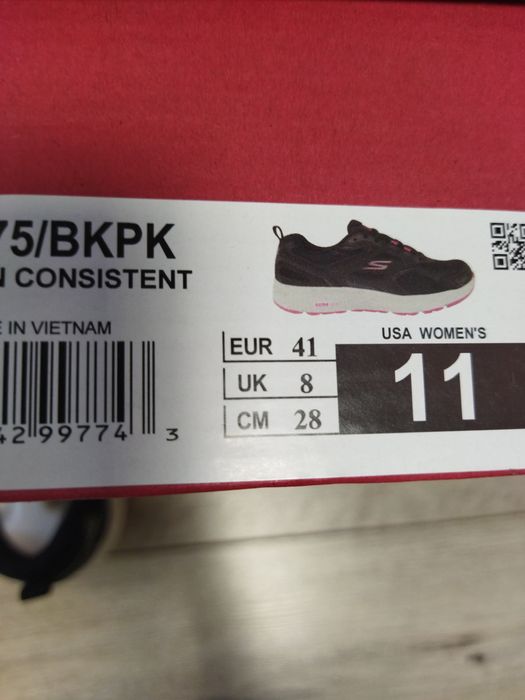 75/BKPK
N CONSISTENT
IN VIETNAM
42 99774 3
EUR 41
UK 8
CM 28
USA WOMEN'S
11